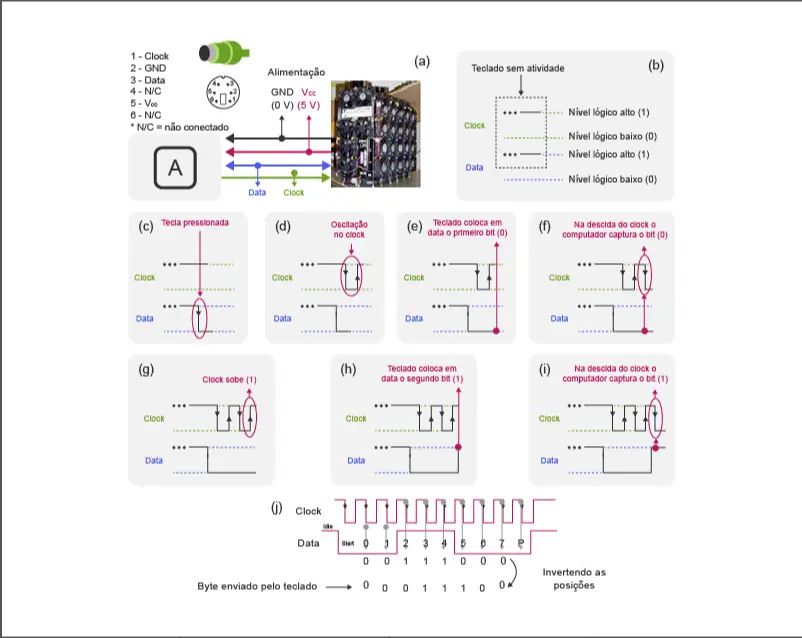 1 - Clock
2 - GND
3 - Data
4 - N/C
5 - Vcc
6 - N/C
* N/C = não conectado
Alimentação
GND Vcc
(0 V) (5 V)
(a)
A
Data Clock
(b)
Teclado sem atividade
Clock
Nível lógico alto (1)
Nível lógico baixo (0)
Data
Nível lógico alto (1)
Nível lógico baixo (0)
(c)
Tecla pressionada
Clock
Data
(d)
Oscilação
no clock
Clock
Data
(e)
Teclado coloca em
data o primeiro bit (0)
Clock
Data
(f)
Na descida do clock o
computador captura o bit (0)
Clock
Data
(g)
Clock sobe (1)
Clock
Data
(h)
Teclado coloca em
data o segundo bit (1)
Clock
Data
(i)
Na descida do clock o
computador captura o bit (1)
Clock
Data
(j)
Clock
Idle
Data Start 0 1 2 3 4 5 6 7 P
0 0 1 1 1 0 0 0
Invertendo as
posições
Byte enviado pelo teclado 0 0 0 1 1 1 0 0